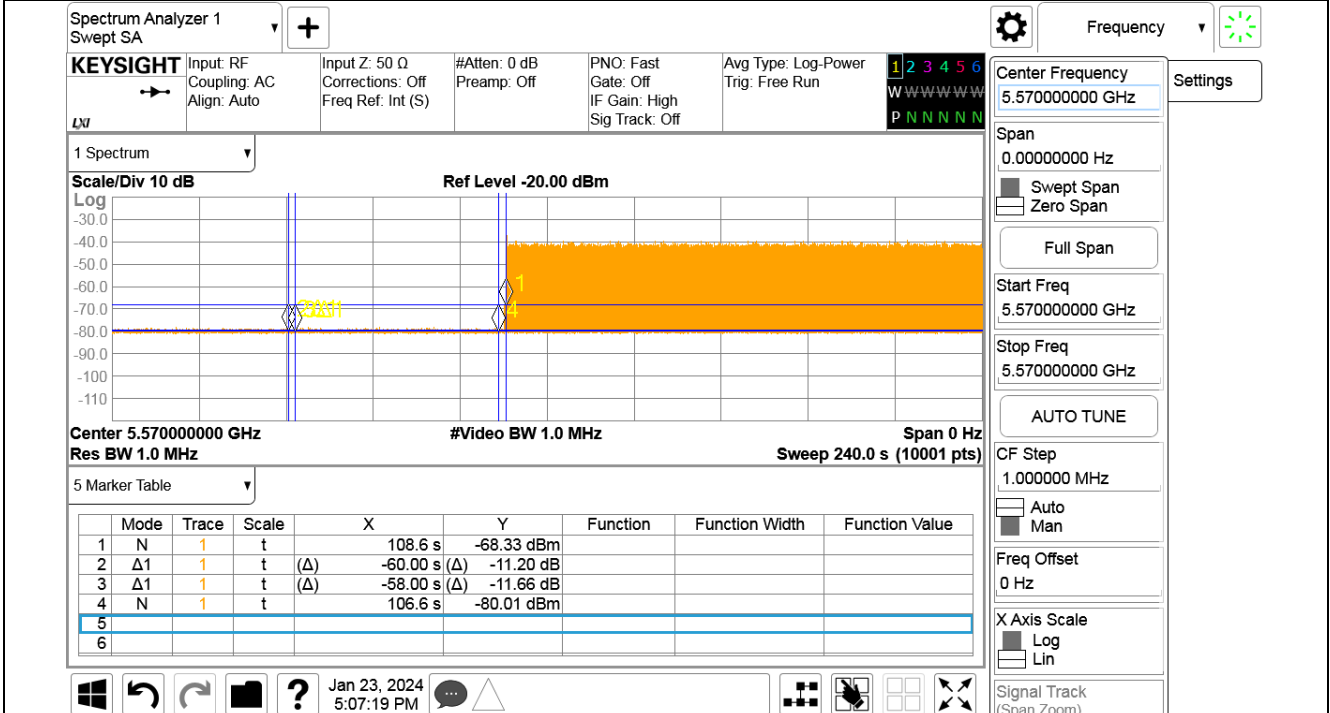 Spectrum Analyzer 1
Swept SA
Frequency
KEYSIGHT
LXI
Input: RF
Coupling: AC
Align: Auto
Input Z: 50 Ω
Corrections: Off
Freq Ref: Int (S)
#Atten: 0 dB
Preamp: Off
PNO: Fast
Gate: Off
IF Gain: High
Sig Track: Off
Avg Type: Log-Power
Trig: Free Run
1 2 3 4 5 6
W W W W W W
P N N N N N
Center Frequency
5.570000000 GHz
Settings
Span
0.00000000 Hz
Swept Span
Zero Span
Full Span
Start Freq
5.570000000 GHz
Stop Freq
5.570000000 GHz
AUTO TUNE
CF Step
1.000000 MHz
Auto
Man
Freq Offset
0 Hz
X Axis Scale
Log
Lin
Signal Track
(Span Zoom)
1 Spectrum
Scale/Div 10 dB
Ref Level -20.00 dBm
Log
-30.0
-40.0
-50.0
-60.0
-70.0
-80.0
-90.0
-100
-110
1
4
Center 5.570000000 GHz
#Video BW 1.0 MHz
Span 0 Hz
Res BW 1.0 MHz
Sweep 240.0 s (10001 pts)
5 Marker Table
Mode Trace Scale X Y Function Function Width Function Value
1 N 1 t 108.6 s -68.33 dBm
2 Δ1 1 t (Δ) -60.00 s (Δ) -11.20 dB
3 Δ1 1 t (Δ) -58.00 s (Δ) -11.66 dB
4 N 1 t 106.6 s -80.01 dBm
5
6
?
Jan 23, 2024
5:07:19 PM